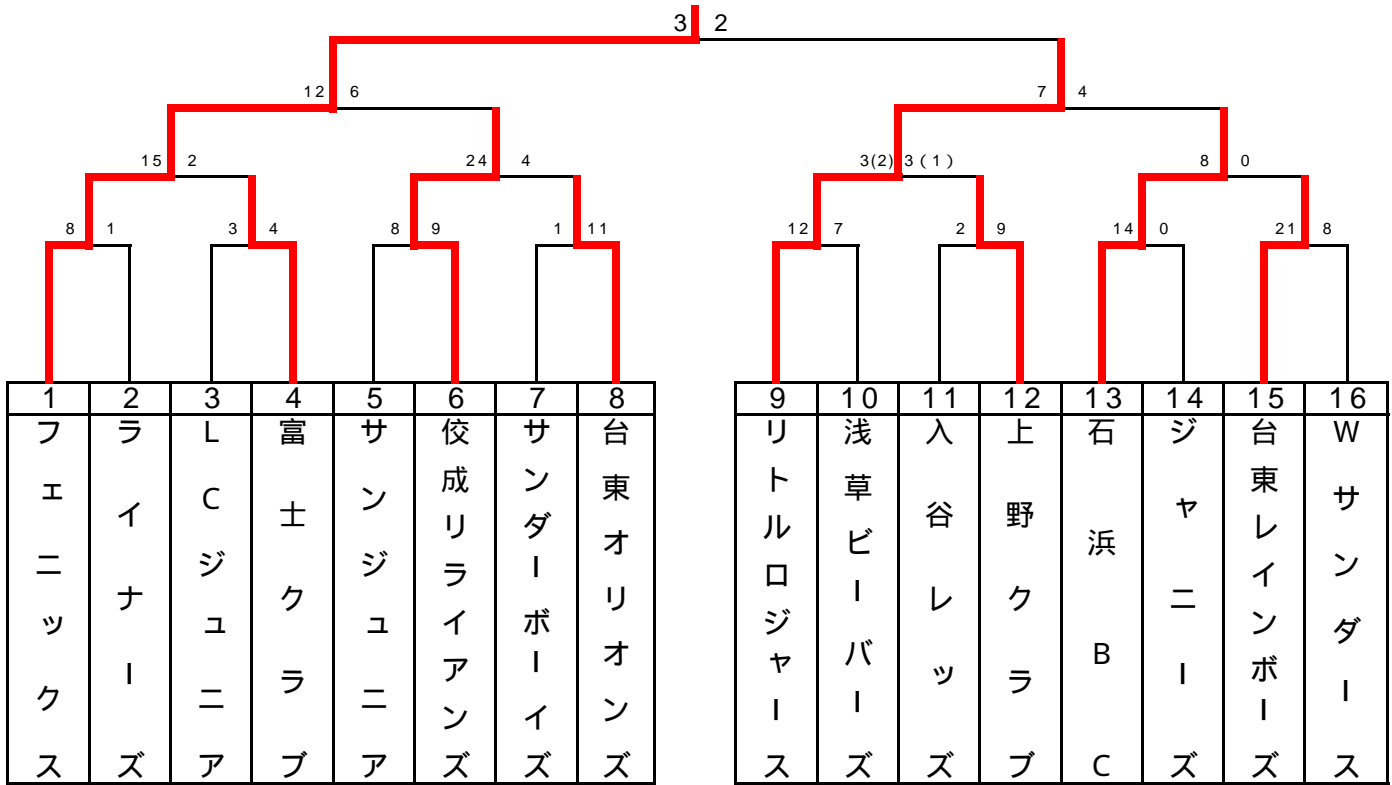 3 2
12 6 7 4
15 2 24 4 3(2) 3（1） 8 0
8 1 3 4 8 9 1 11 12 7 2 9 14 0 21 8
1 2 3 4 5 6 7 8 9 10 11 12 13 14 15 16
フェニックス
ライナーズ
LCジュニア
富士クラブ
サンジュニア
佼成リライアンズ
サンダーボーイズ
台東オリオンズ
リトルロジャース
浅草ビーバーズ
入谷レッズ
上野クラブ
石浜BC
ジャニーズ
台東レインボーズ
Wサンダース